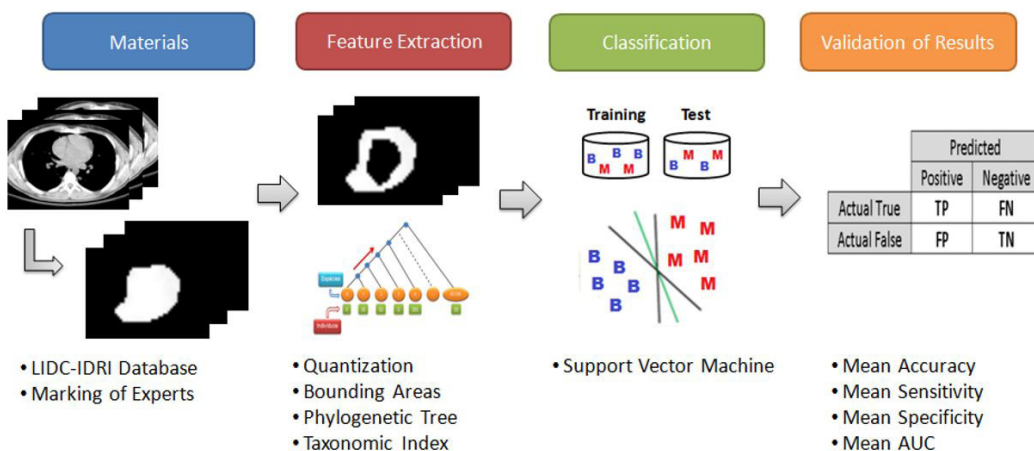 Materials
Feature Extraction
Classification
Validation of Results
Training
Test
B
B
B
M
M
M
M
B
B
M
M
M
M
M
M
B
B
B
B
B
Predicted
Positive Negative
Actual True TP FN
Actual False FP TN
• LIDC-IDRI Database
• Marking of Experts
• Quantization
• Bounding Areas
• Phylogenetic Tree
• Taxonomic Index
• Support Vector Machine
• Mean Accuracy
• Mean Sensitivity
• Mean Specificity
• Mean AUC